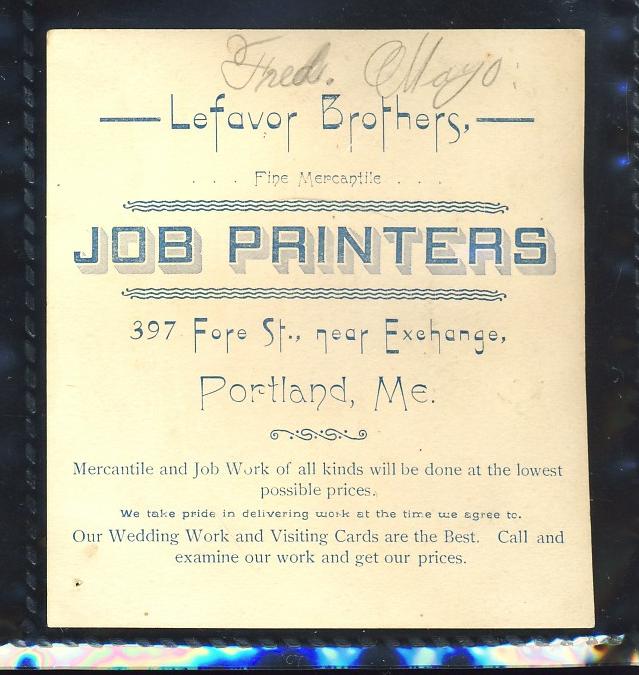 Fred. Mayo
Lefavor Brothers,
. . . Fine Mercantile . . .
JOB PRINTERS
397 Fore St., near Exchange,
Portland, Me.
Mercantile and Job Work of all kinds will be done at the lowest
possible prices.
We take pride in delivering work at the time we agree to.
Our Wedding Work and Visiting Cards are the Best. Call and
examine our work and get our prices.